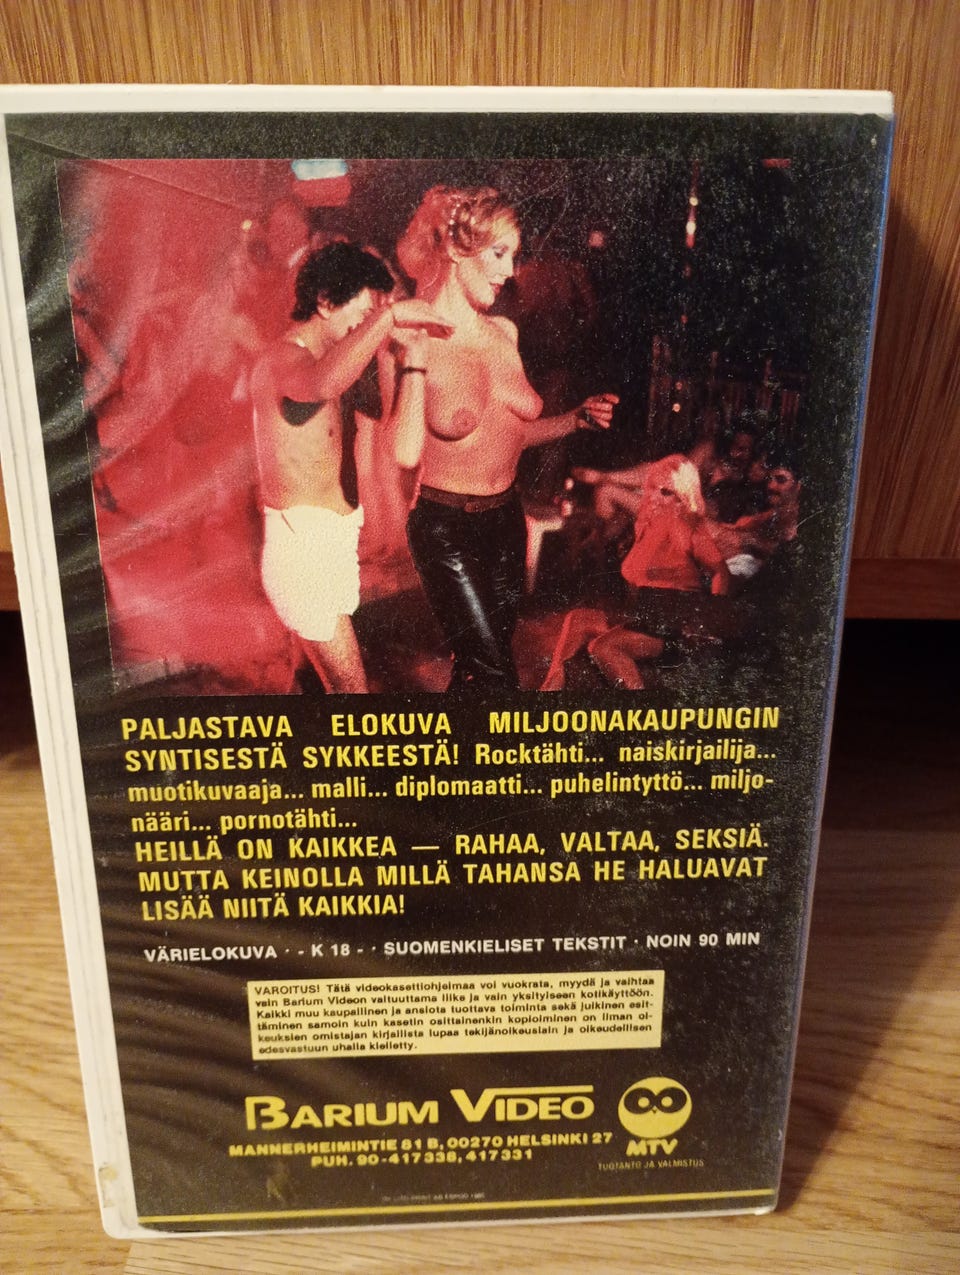 PALJASTAVA ELOKUVA MILJOONAKAUPUNGIN
SYNTISESTÄ SYKKEESTÄ! Rocktähti... naiskirjailija...
muotikuvaaja... malli... diplomaatti... puhelintyttö... miljo-
nääri... pornotähti...
HEILLÄ ON KAIKKEA — RAHAA, VALTAA, SEKSIÄ.
MUTTA KEINOLLA MILLÄ TAHANSA HE HALUAVAT
LISÄÄ NIITÄ KAIKKIA!
VÄRIELOKUVA · - K 18 - · SUOMENKIELISET TEKSTIT · NOIN 90 MIN
VAROITUS! Tätä videokasettiohjelmaa voi vuokrata, myydä ja vaihtaa
vain Barium Videon valtuuttama liike ja vain yksityiseen kotikäyttöön.
Kaikki muu kaupallinen ja ansiota tuottava toiminta sekä julkinen esit-
täminen samoin kuin kasetin osittainenkin kopioiminen on ilman oi-
keuksien omistajan kirjallista lupaa tekijänoikeuslain ja oikeudellisen
edesvastuun uhalla kielletty.
BARIUM VIDEO
MANNERHEIMINTIE 81 B, 00270 HELSINKI 27
PUH. 90-417338, 417331
MTV
TUOTANTO JA VALMISTUS